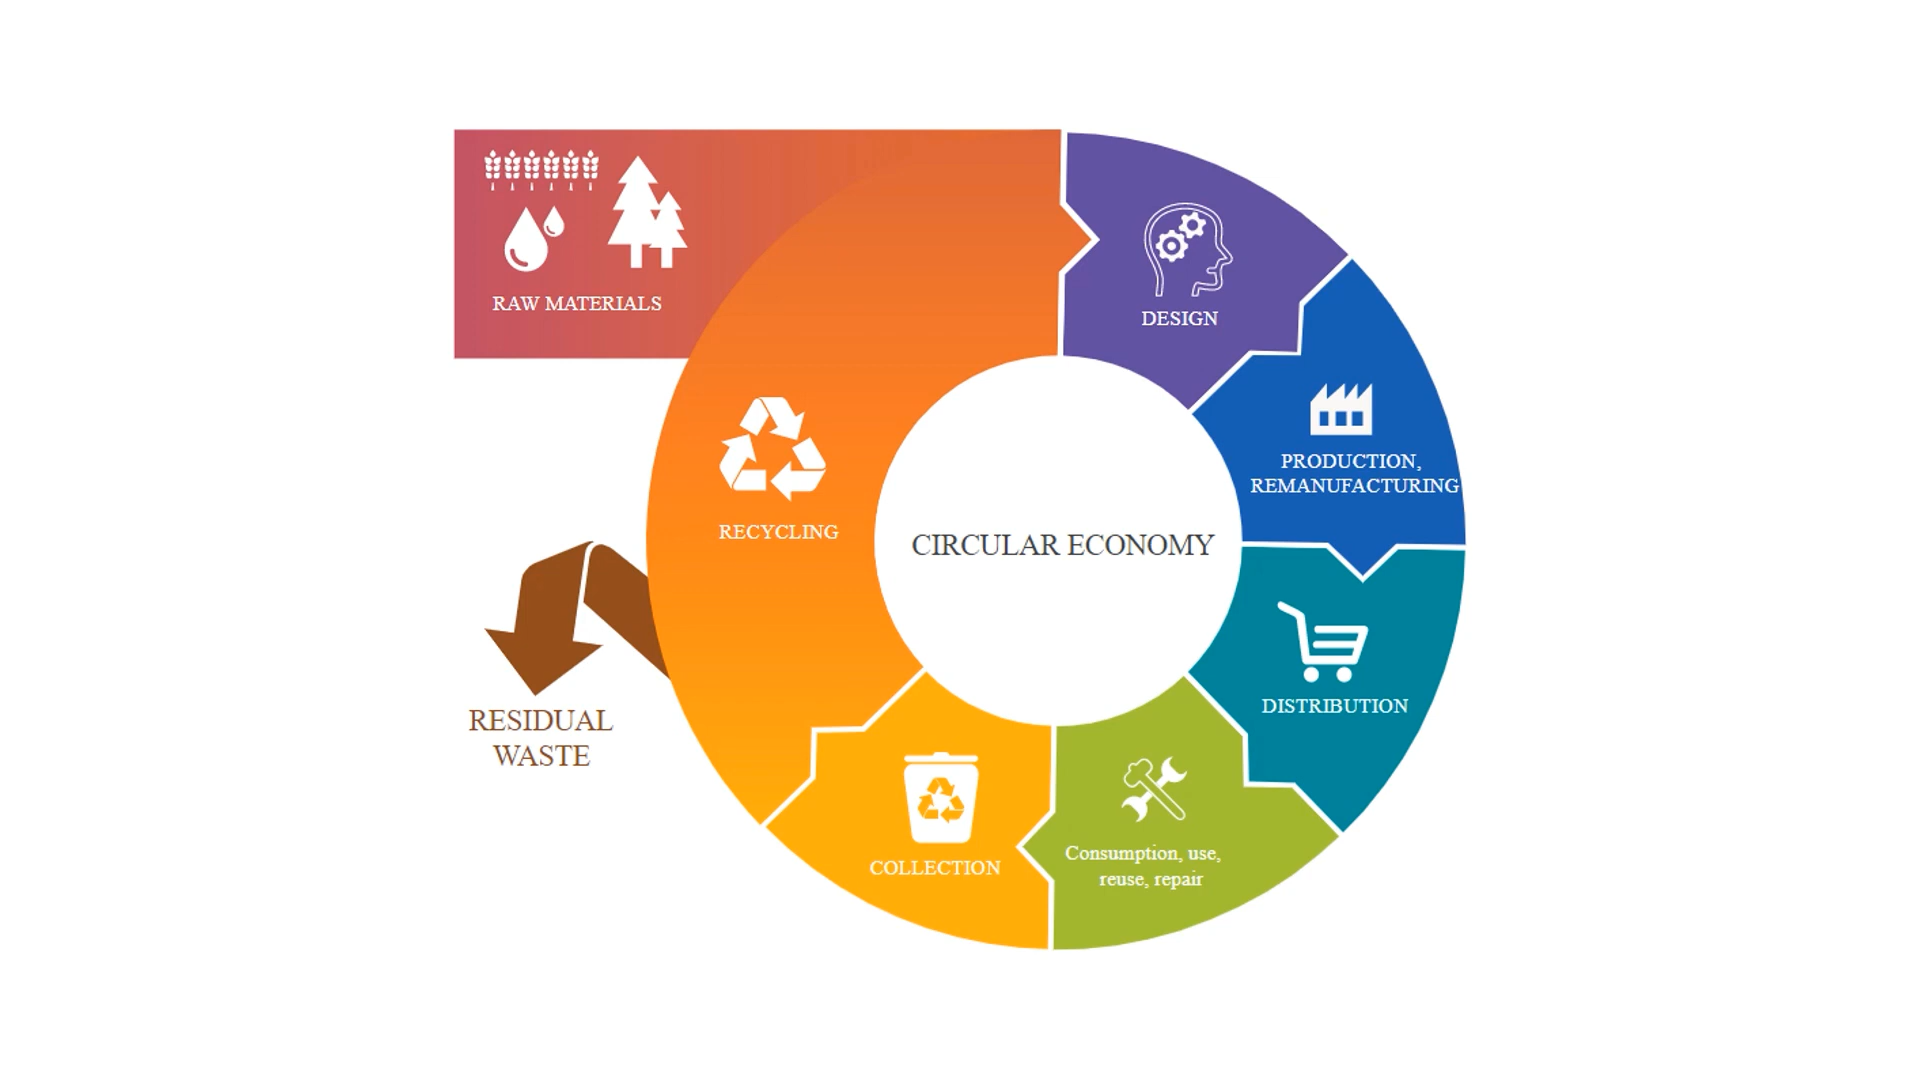 RAW MATERIALS
DESIGN
PRODUCTION,
REMANUFACTURING
RECYCLING
CIRCULAR ECONOMY
DISTRIBUTION
RESIDUAL
WASTE
COLLECTION
Consumption, use,
reuse, repair